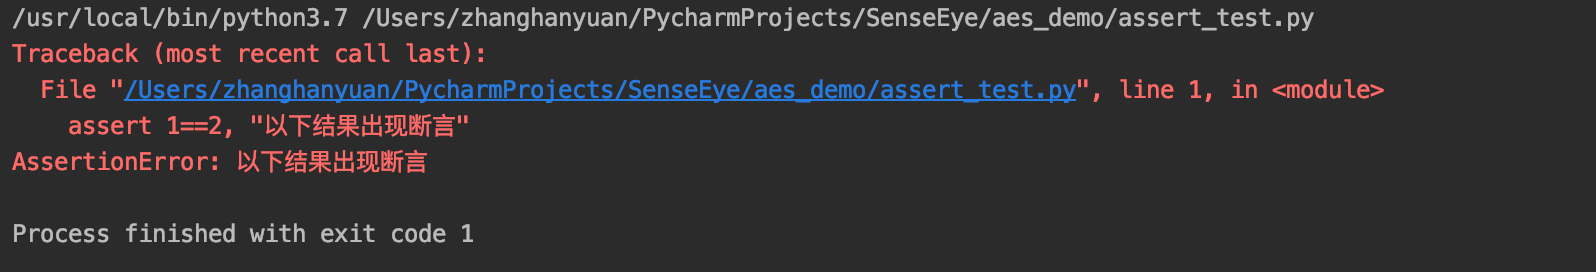 /usr/local/bin/python3.7 /Users/zhanghanyuan/PycharmProjects/SenseEye/aes_demo/assert_test.py
Traceback (most recent call last):
  File "/Users/zhanghanyuan/PycharmProjects/SenseEye/aes_demo/assert_test.py", line 1, in <module>
    assert 1==2, "以下结果出现断言"
AssertionError: 以下结果出现断言
Process finished with exit code 1